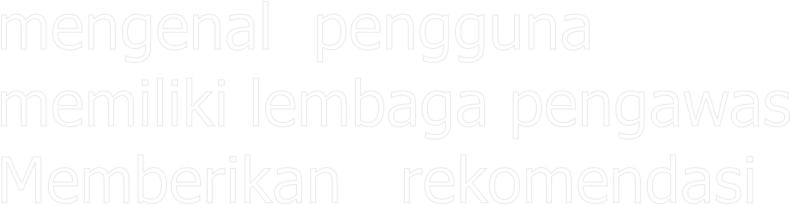 mengenal pengguna
memiliki lembaga pengawas
Memberikan rekomendasi